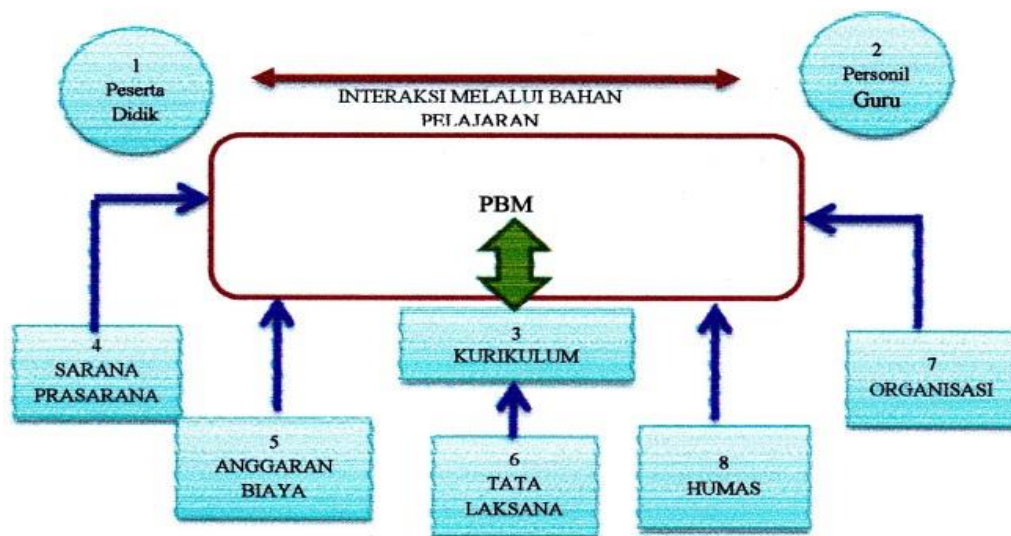 1
Peserta
Didik
INTERAKSI MELALUI BAHAN
PELAJARAN
2
Personil
Guru
PBM
3
KURIKULUM
4
SARANA
PRASARANA
5
ANGGARAN
BIAYA
6
TATA
LAKSANA
8
HUMAS
7
ORGANISASI